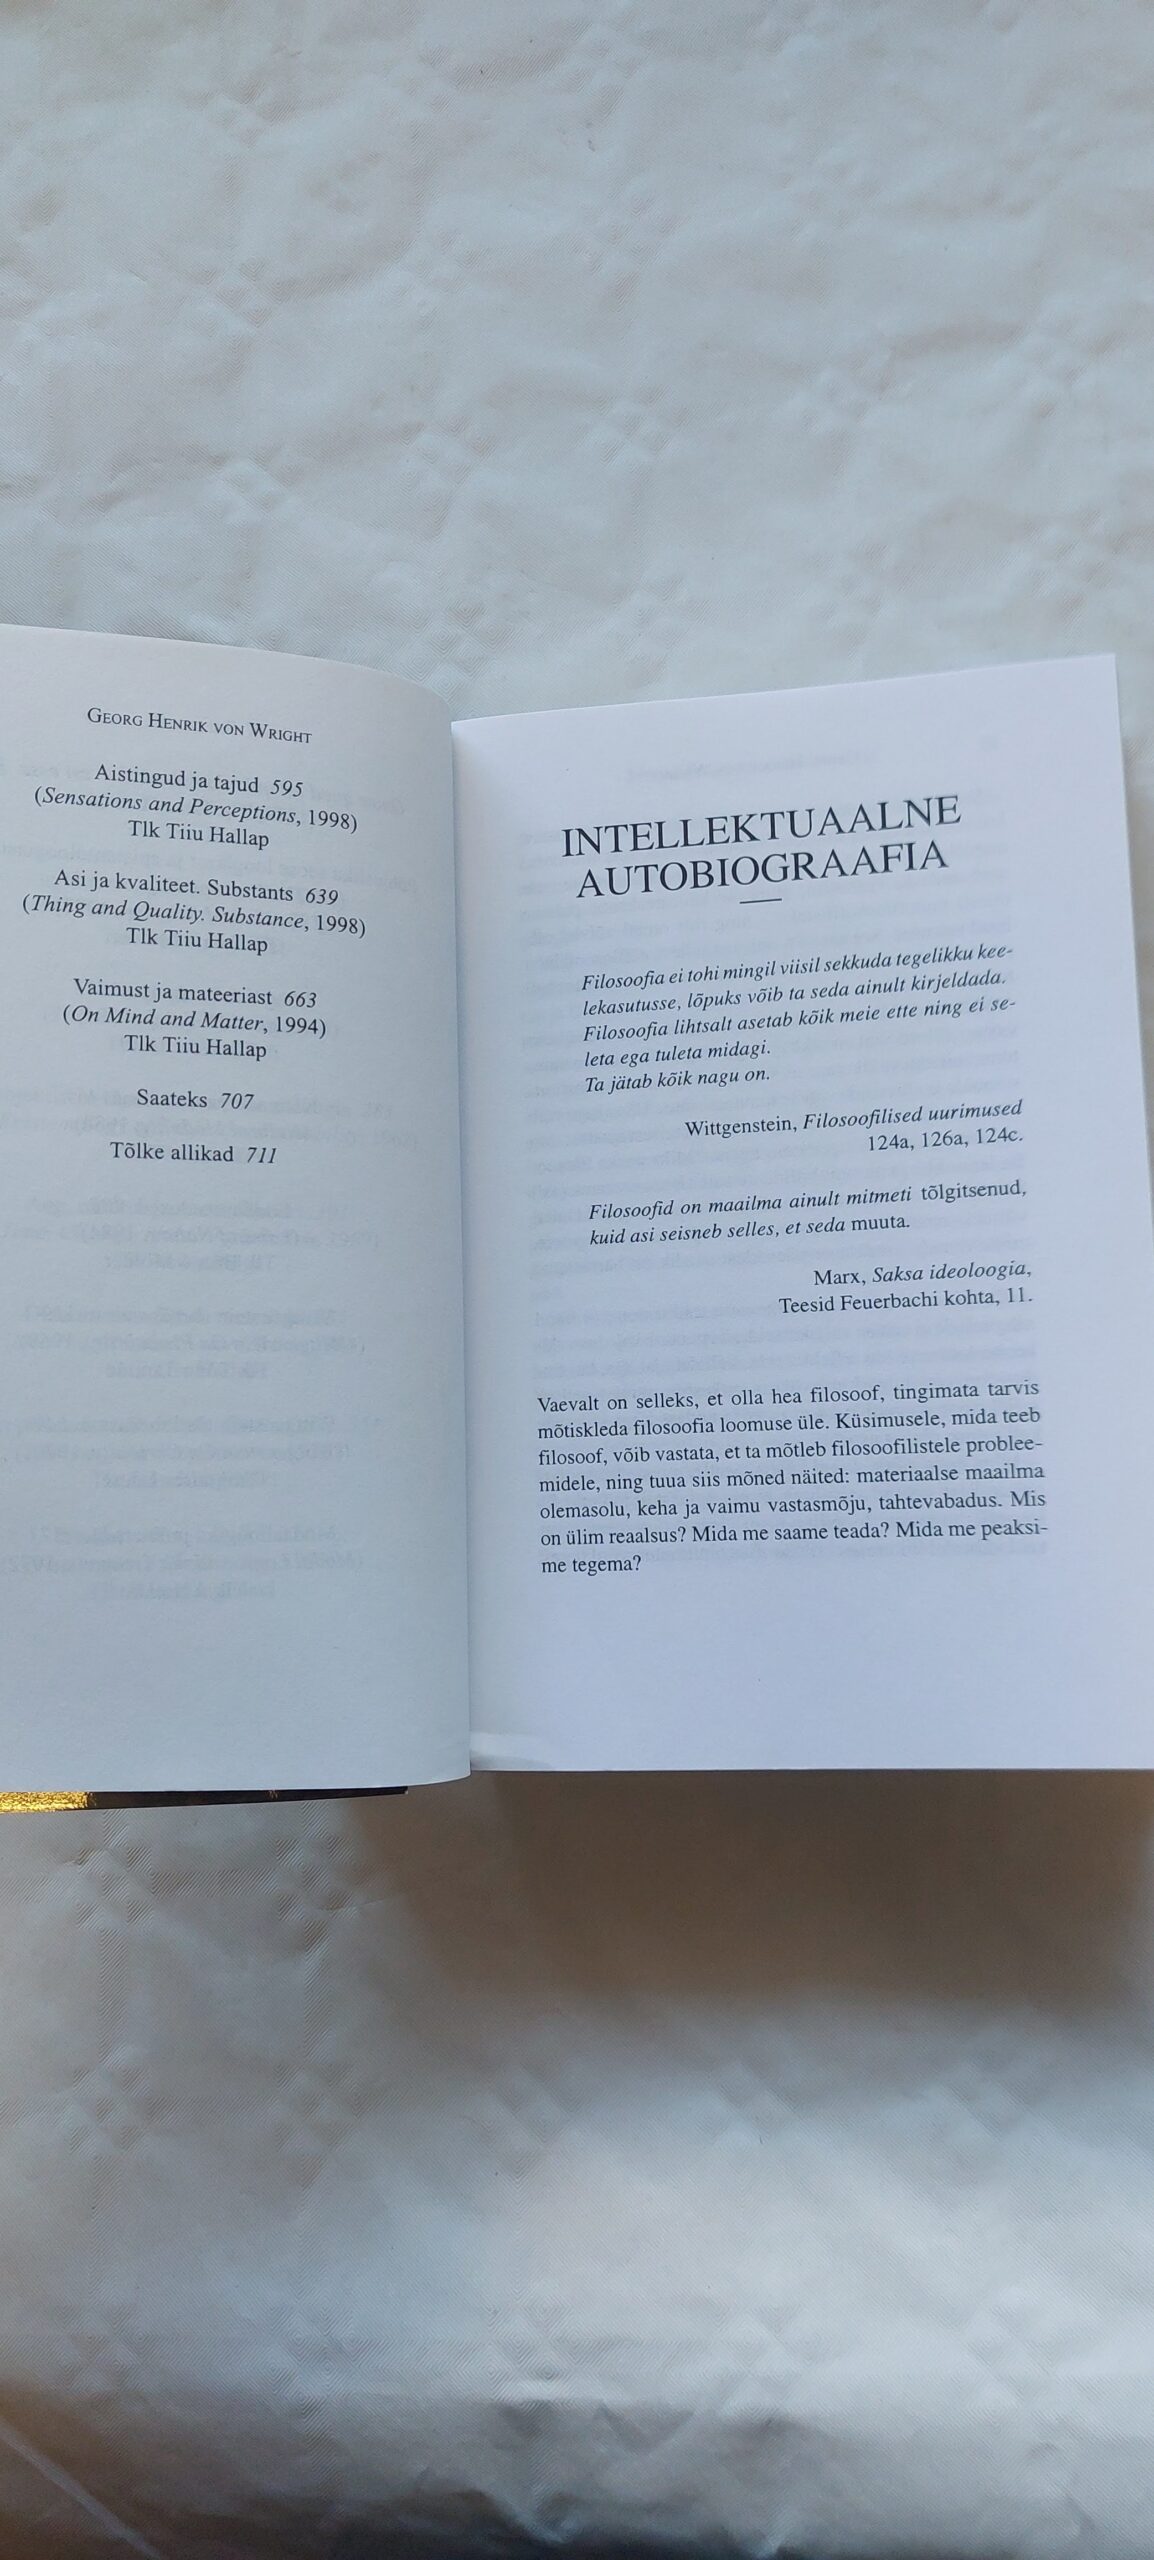 GEORG HENRIK VON WRIGHT
Aistingud ja tajud 595
(Sensations and Perceptions, 1998)
Tlk Tiiu Hallap
Asi ja kvaliteet. Substants 639
(Thing and Quality. Substance, 1998)
Tlk Tiiu Hallap
Vaimust ja mateeriast 663
(On Mind and Matter, 1994)
Tlk Tiiu Hallap
Saateks 707
Tõlke allikad 711
INTELLEKTUAALNE
AUTOBIOGRAAFIA
Filosoofia ei tohi mingil viisil sekkuda tegelikku kee-
lekasutusse, lõpuks võib ta seda ainult kirjeldada.
Filosoofia lihtsalt asetab kõik meie ette ning ei se-
leta ega tuleta midagi.
Ta jätab kõik nagu on.
Wittgenstein, Filosoofilised uurimused
124a, 126a, 124c.
Filosoofid on maailma ainult mitmeti tõlgitsenud,
kuid asi seisneb selles, et seda muuta.
Marx, Saksa ideoloogia,
Teesid Feuerbachi kohta, 11.
Vaevalt on selleks, et olla hea filosoof, tingimata tarvis
mõtiskleda filosoofia loomuse üle. Küsimusele, mida teeb
filosoof, võib vastata, et ta mõtleb filosoofilistele problee-
midele, ning tuua siis mõned näited: materiaalse maailma
olemasolu, keha ja vaimu vastasmõju, tahtevabadus. Mis
on ülim reaalsus? Mida me saame teada? Mida me peaksi-
me tegema?